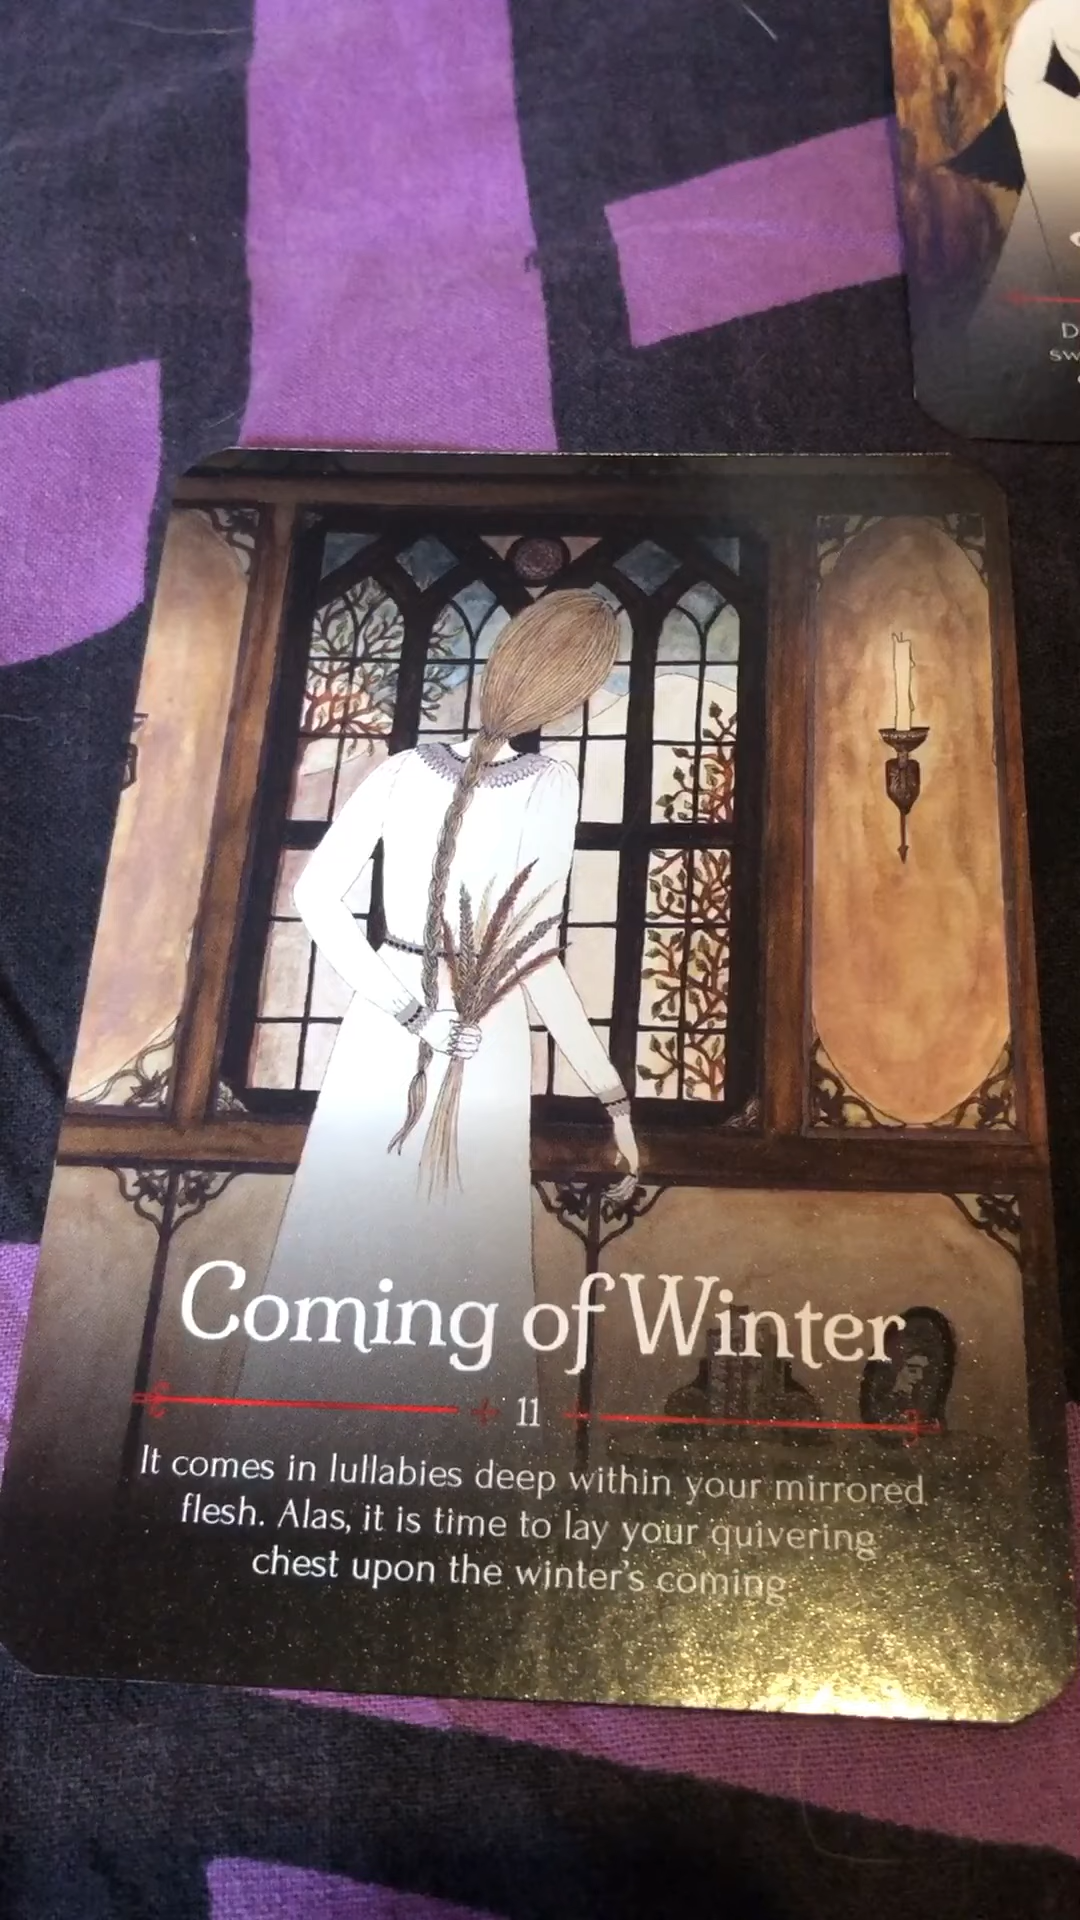 Coming of Winter
11
It comes in lullabies deep within your mirrored
flesh. Alas, it is time to lay your quivering
chest upon the winter's coming